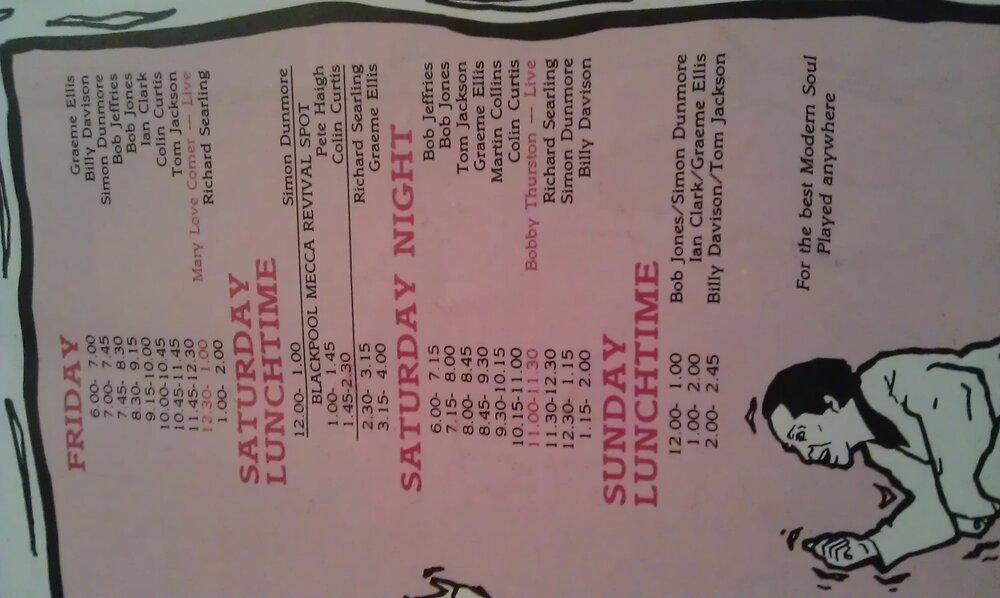 FRIDAY
6.00- 7.00 Graeme Ellis
7.00- 7.45 Billy Davison
7.45- 8.30 Simon Dunmore
8.30- 9.15 Bob Jeffries
9.15-10.00 Bob Jones
10.00-10.45 Ian Clark
10.45-11.45 Colin Curtis
11.45-12.30 Tom Jackson
12.30- 1.00 Mary Love Comer — Live
1.00- 2.00 Richard Searling
SATURDAY
LUNCHTIME
12.00- 1.00 Simon Dunmore
BLACKPOOL MECCA REVIVAL SPOT
1.00- 1.45 Pete Haigh
1.45-2.30 Colin Curtis
2.30- 3.15 Richard Searling
3.15- 4.00 Graeme Ellis
SATURDAY NIGHT
6.00- 7.15 Bob Jeffries
7.15- 8.00 Bob Jones
8.00- 8.45 Tom Jackson
8.45- 9.30 Graeme Ellis
9.30-10.15 Martin Collins
10.15-11.00 Colin Curtis
11.00-11.30 Bobby Thurston — Live
11.30-12.30 Richard Searling
12.30- 1.15 Simon Dunmore
1.15- 2.00 Billy Davison
SUNDAY
LUNCHTIME
12.00- 1.00 Bob Jones/Simon Dunmore
1.00- 2.00 Ian Clark/Graeme Ellis
2.00- 2.45 Billy Davison/Tom Jackson
For the best Modern Soul
Played anywhere